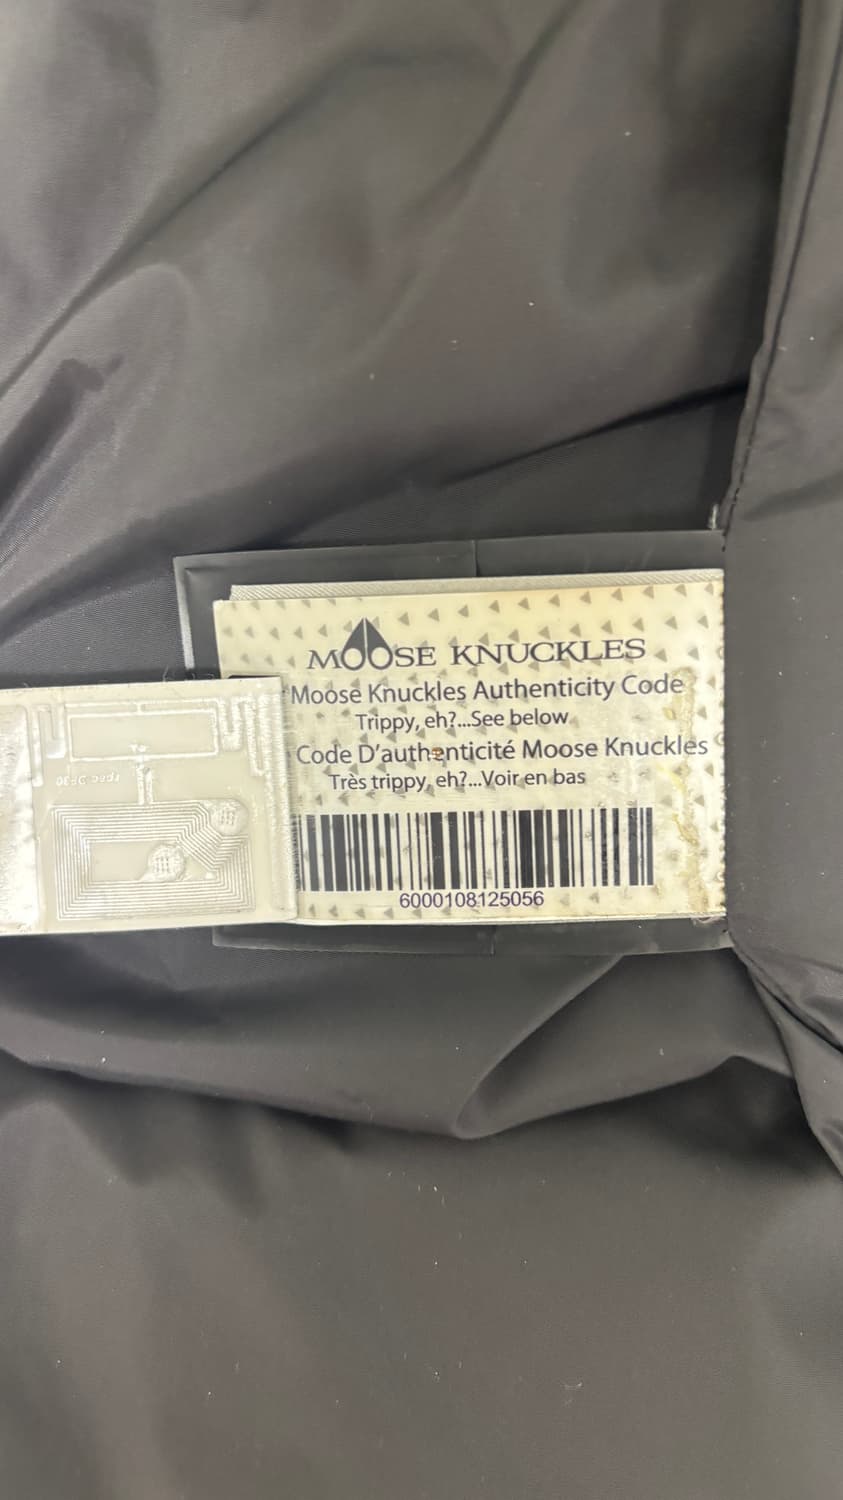 MOOSE KNUCKLES
Moose Knuckles Authenticity Code
Trippy, eh?...See below
Code D'authenticité Moose Knuckles
Très trippy, eh?...Voir en bas
6000108125056